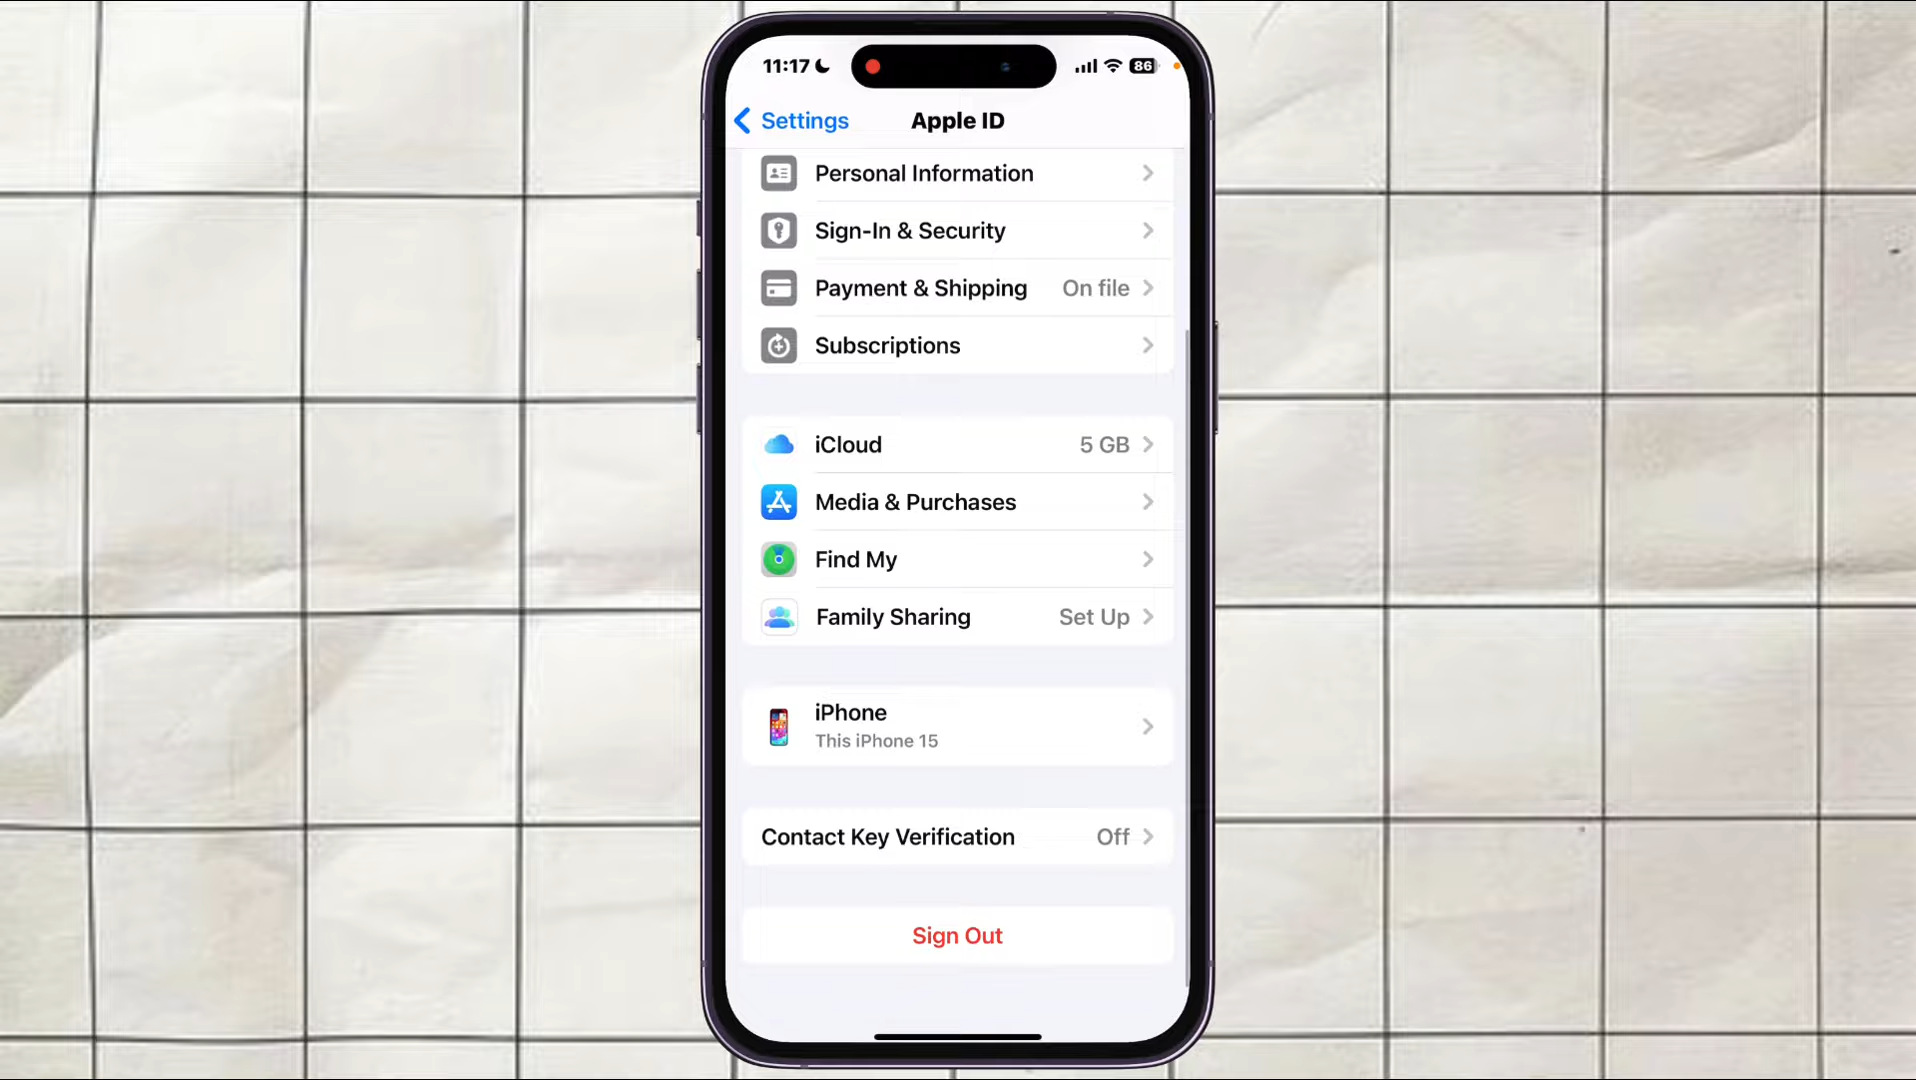 11:17 86
Settings Apple ID
Personal Information
Sign-In & Security
Payment & Shipping On file
Subscriptions
iCloud 5 GB
Media & Purchases
Find My
Family Sharing Set Up
iPhone
This iPhone 15
Contact Key Verification Off
Sign Out